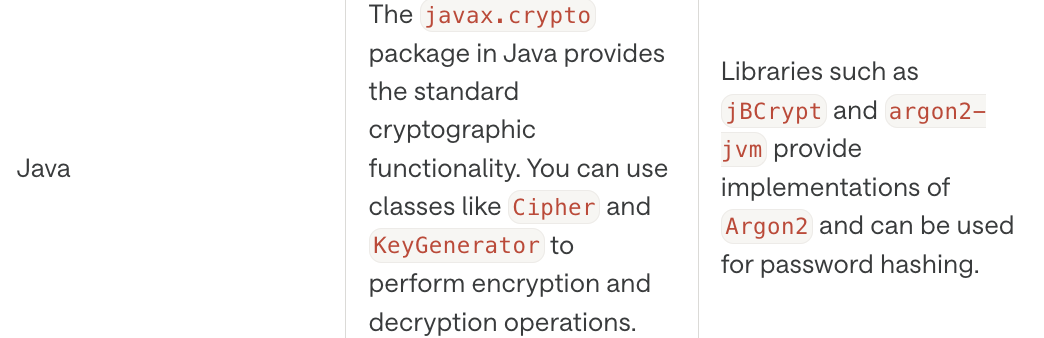 Java
The javax.crypto
package in Java provides
the standard
cryptographic
functionality. You can use
classes like Cipher and
KeyGenerator to
perform encryption and
decryption operations.
Libraries such as
jBCrypt and argon2-
jvm provide
implementations of
Argon2 and can be used
for password hashing.